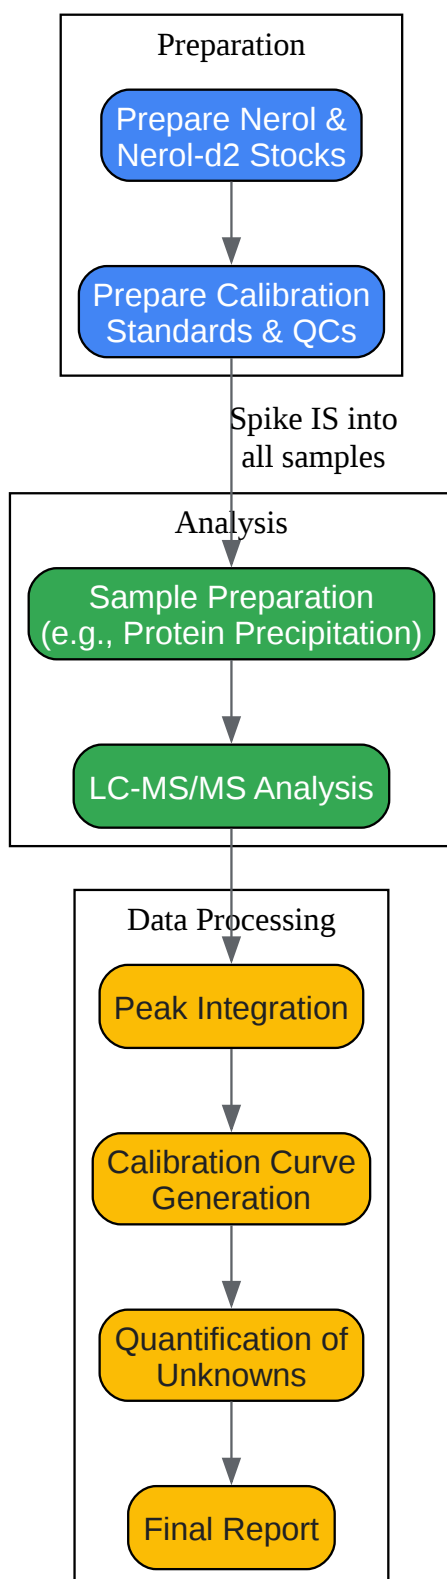 Preparation
Prepare Nerol &
Nerol-d2 Stocks
Prepare Calibration
Standards & QCs
Spike IS into
all samples
Analysis
Sample Preparation
(e.g., Protein Precipitation)
LC-MS/MS Analysis
Data Processing
Peak Integration
Calibration Curve
Generation
Quantification of
Unknowns
Final Report